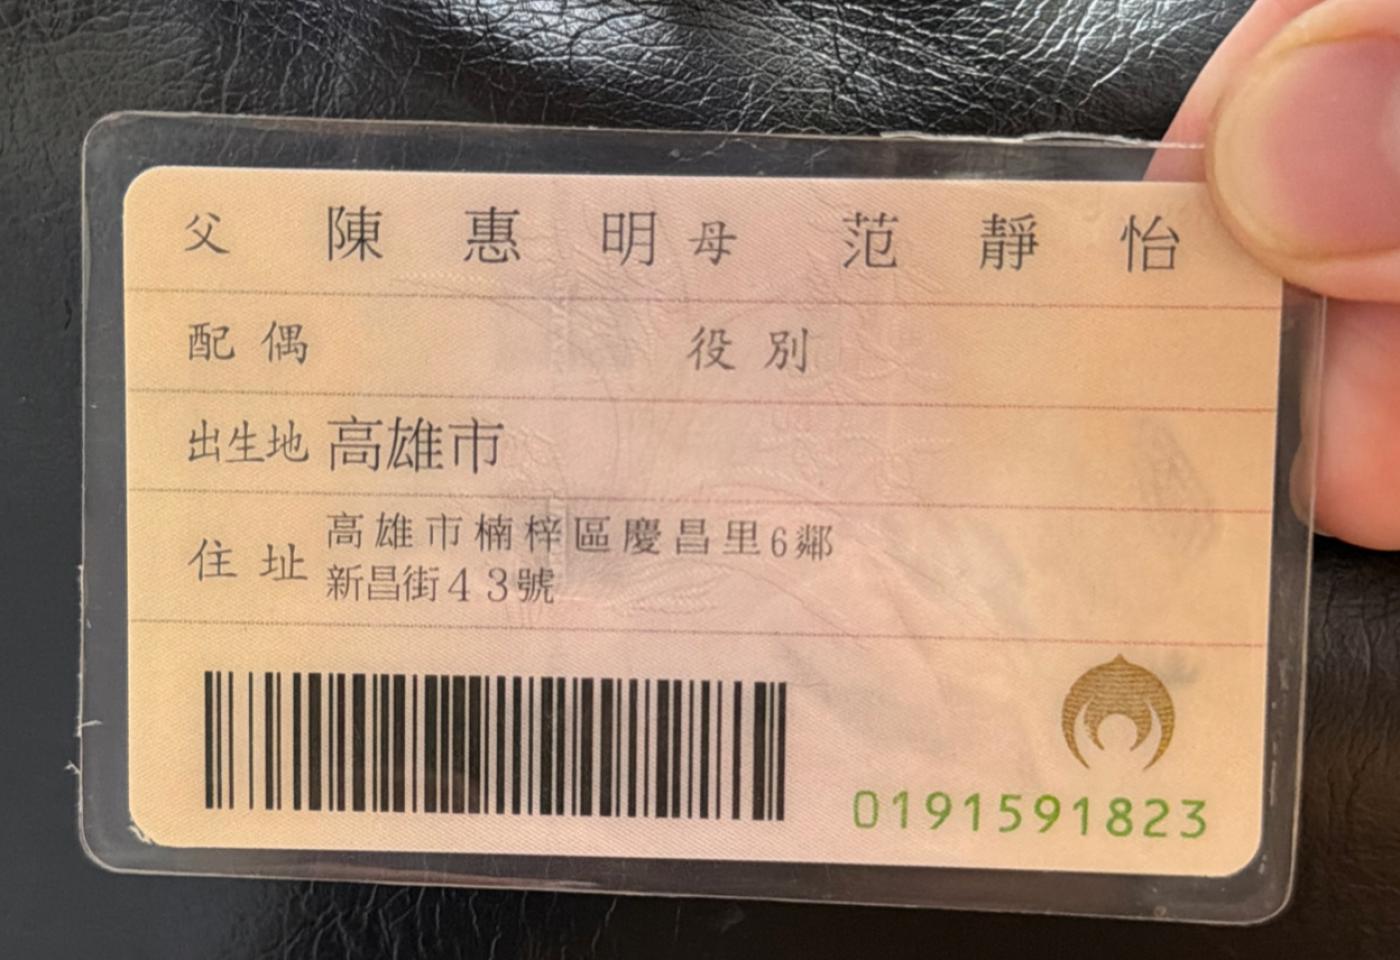 父 陳惠明 母 范靜怡
配偶 役別
出生地 高雄市
住址 高雄市楠梓區慶昌里6鄰
新昌街43號
0191591823